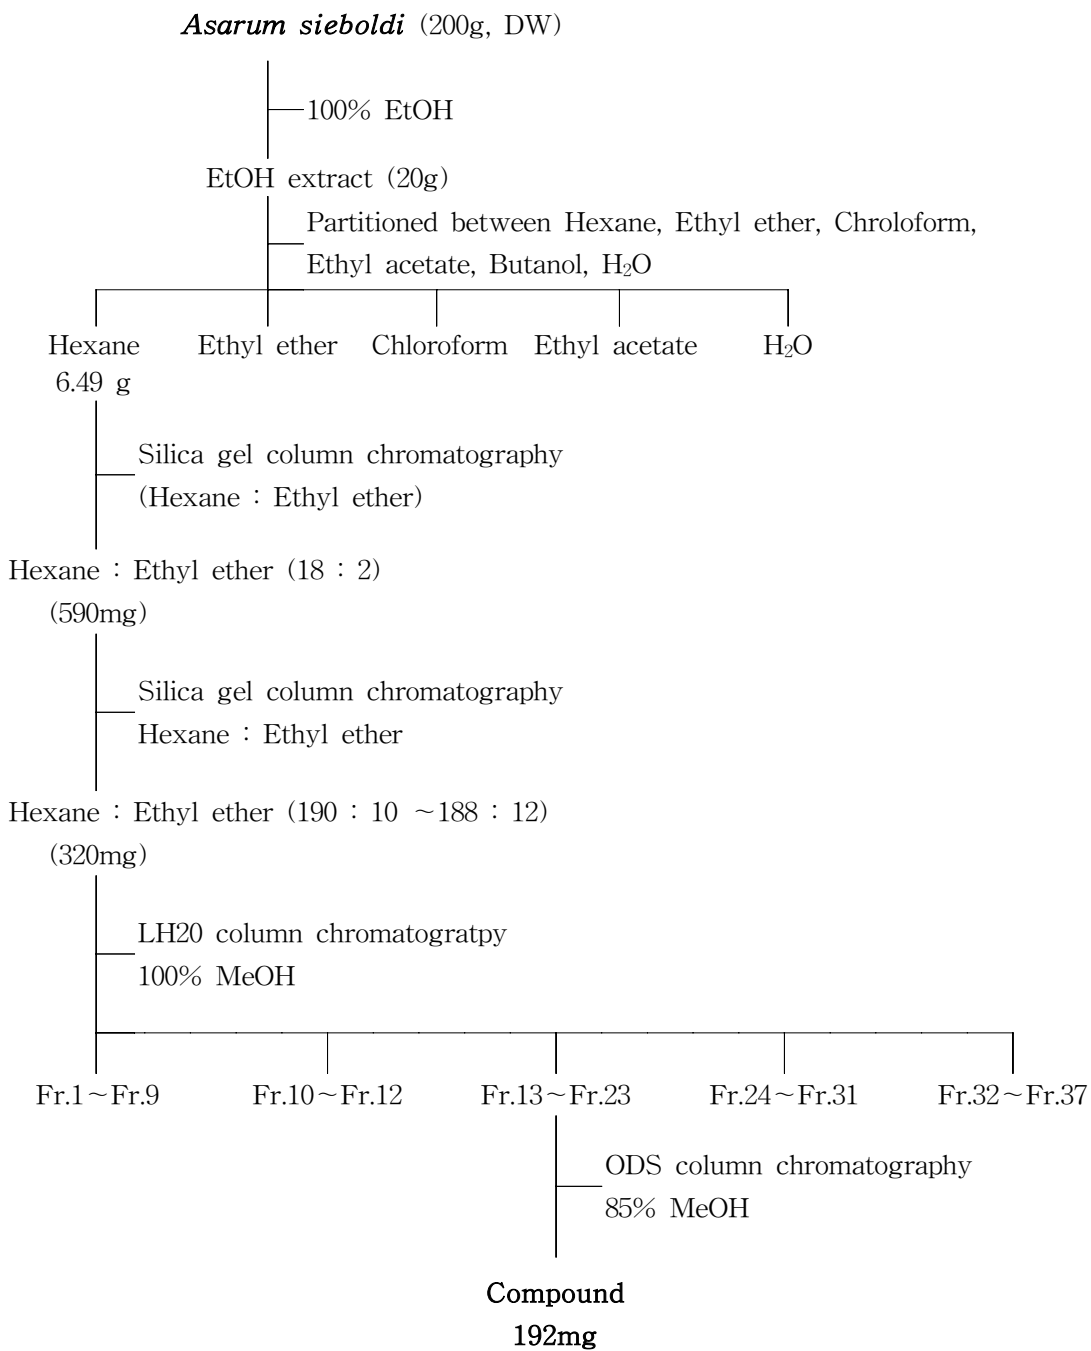 Asarum sieboldi (200g, DW)
100% EtOH
EtOH extract (20g)
Partitioned between Hexane, Ethyl ether, Chroloform,
Ethyl acetate, Butanol, H₂O
Hexane Ethyl ether Chloroform Ethyl acetate H₂O
6.49 g
Silica gel column chromatography
(Hexane : Ethyl ether)
Hexane : Ethyl ether (18 : 2)
(590mg)
Silica gel column chromatography
Hexane : Ethyl ether
Hexane : Ethyl ether (190 : 10 ~188 : 12)
(320mg)
LH20 column chromatogratpy
100% MeOH
Fr.1~Fr.9 Fr.10~Fr.12 Fr.13~Fr.23 Fr.24~Fr.31 Fr.32~Fr.37
ODS column chromatography
85% MeOH
Compound
192mg